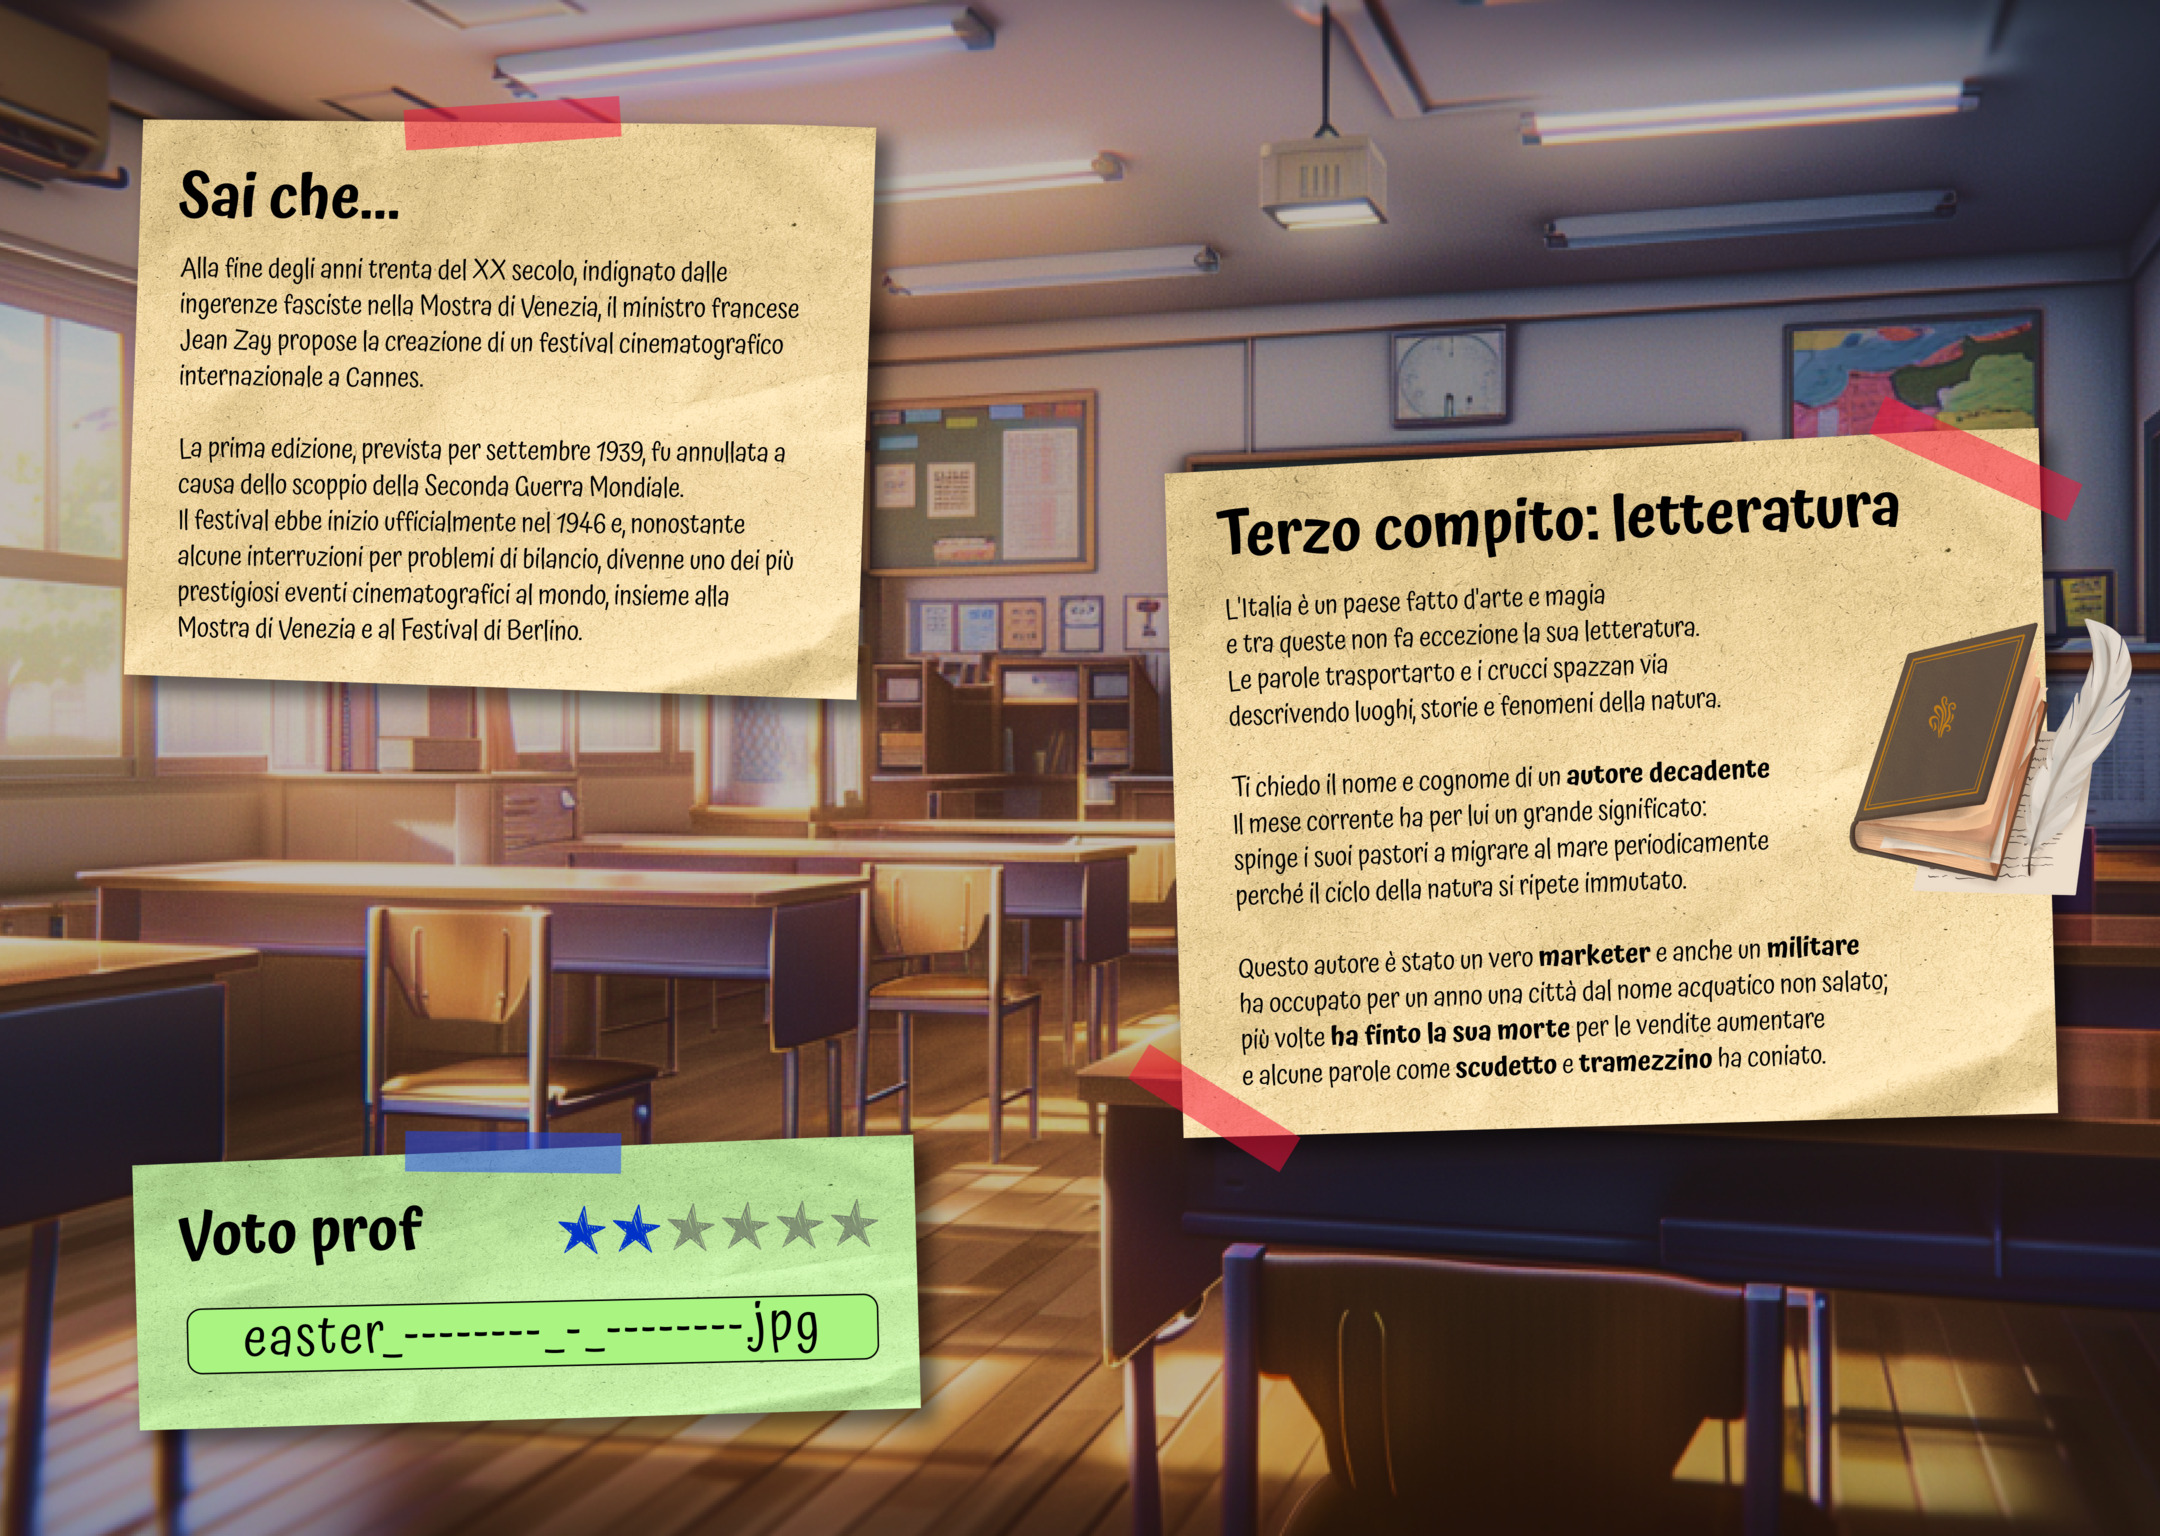 Sai che...
Alla fine degli anni trenta del XX secolo, indignato dalle
ingerenze fasciste nella Mostra di Venezia, il ministro francese
Jean Zay propose la creazione di un festival cinematografico
internazionale a Cannes.
La prima edizione, prevista per settembre 1939, fu annullata a
causa dello scoppio della Seconda Guerra Mondiale.
Il festival ebbe inizio ufficialmente nel 1946 e, nonostante
alcune interruzioni per problemi di bilancio, divenne uno dei più
prestigiosi eventi cinematografici al mondo, insieme alla
Mostra di Venezia e al Festival di Berlino.
Terzo compito: letteratura
L'Italia è un paese fatto d'arte e magia
e tra queste non fa eccezione la sua letteratura.
Le parole trasportarto e i crucci spazzan via
descrivendo luoghi, storie e fenomeni della natura.
Ti chiedo il nome e cognome di un autore decadente
Il mese corrente ha per lui un grande significato:
spinge i suoi pastori a migrare al mare periodicamente
perché il ciclo della natura si ripete immutato.
Questo autore è stato un vero marketer e anche un militare
ha occupato per un anno una città dal nome acquatico non salato;
più volte ha finto la sua morte per le vendite aumentare
e alcune parole come scudetto e tramezzino ha coniato.
Voto prof
easter_--------_-_--------.jpg